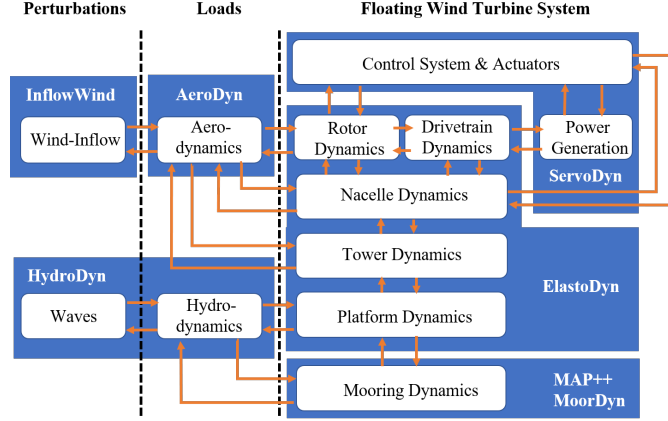 Perturbations
Loads
Floating Wind Turbine System
Control System & Actuators
InflowWind
AeroDyn
Wind-Inflow
Aero-
dynamics
Rotor
Dynamics
Drivetrain
Dynamics
Power
Generation
ServoDyn
Nacelle Dynamics
Tower Dynamics
HydroDyn
ElastoDyn
Waves
Hydro-
dynamics
Platform Dynamics
Mooring Dynamics
MAP++
MoorDyn